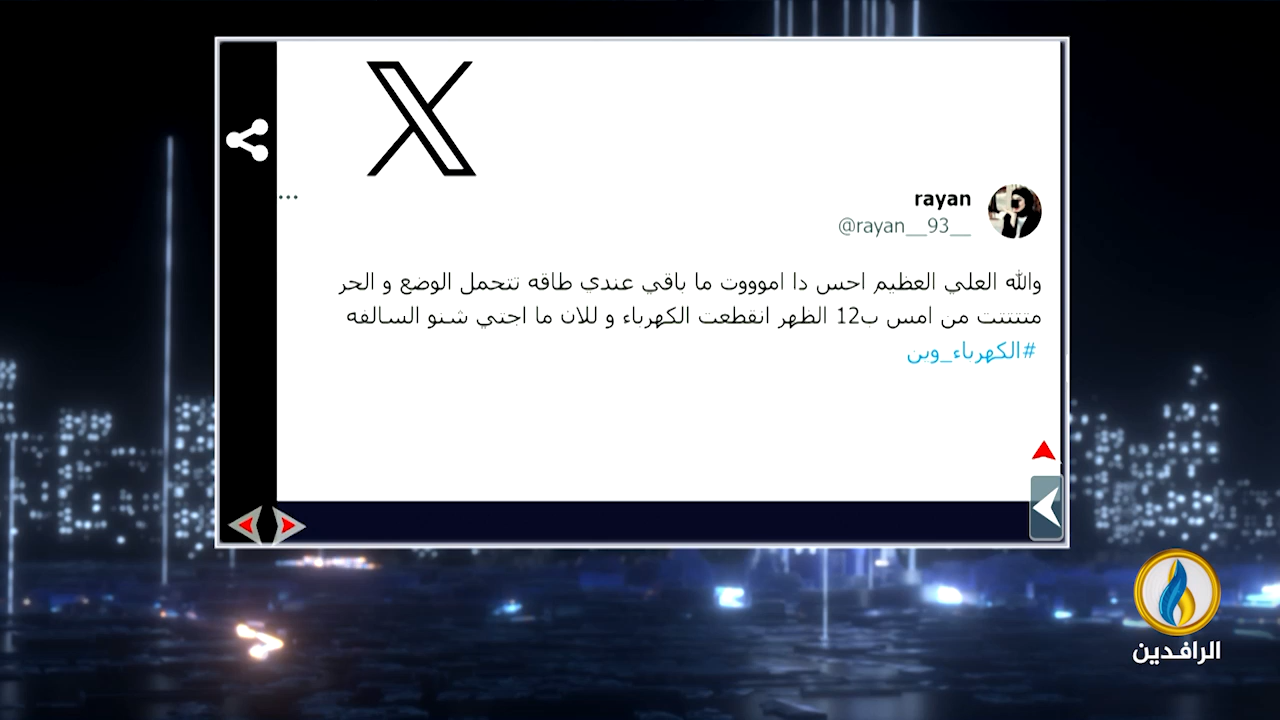 rayan
@rayan__93__
والله العلي العظيم احس دا اموووت ما باقي عندي طاقه تتحمل الوضع و الحر
متتتتت من امس ب12 الظهر انقطعت الكهرباء و للان ما اجتي شنو السالفه
#الكهرباء_وين
الرافدين